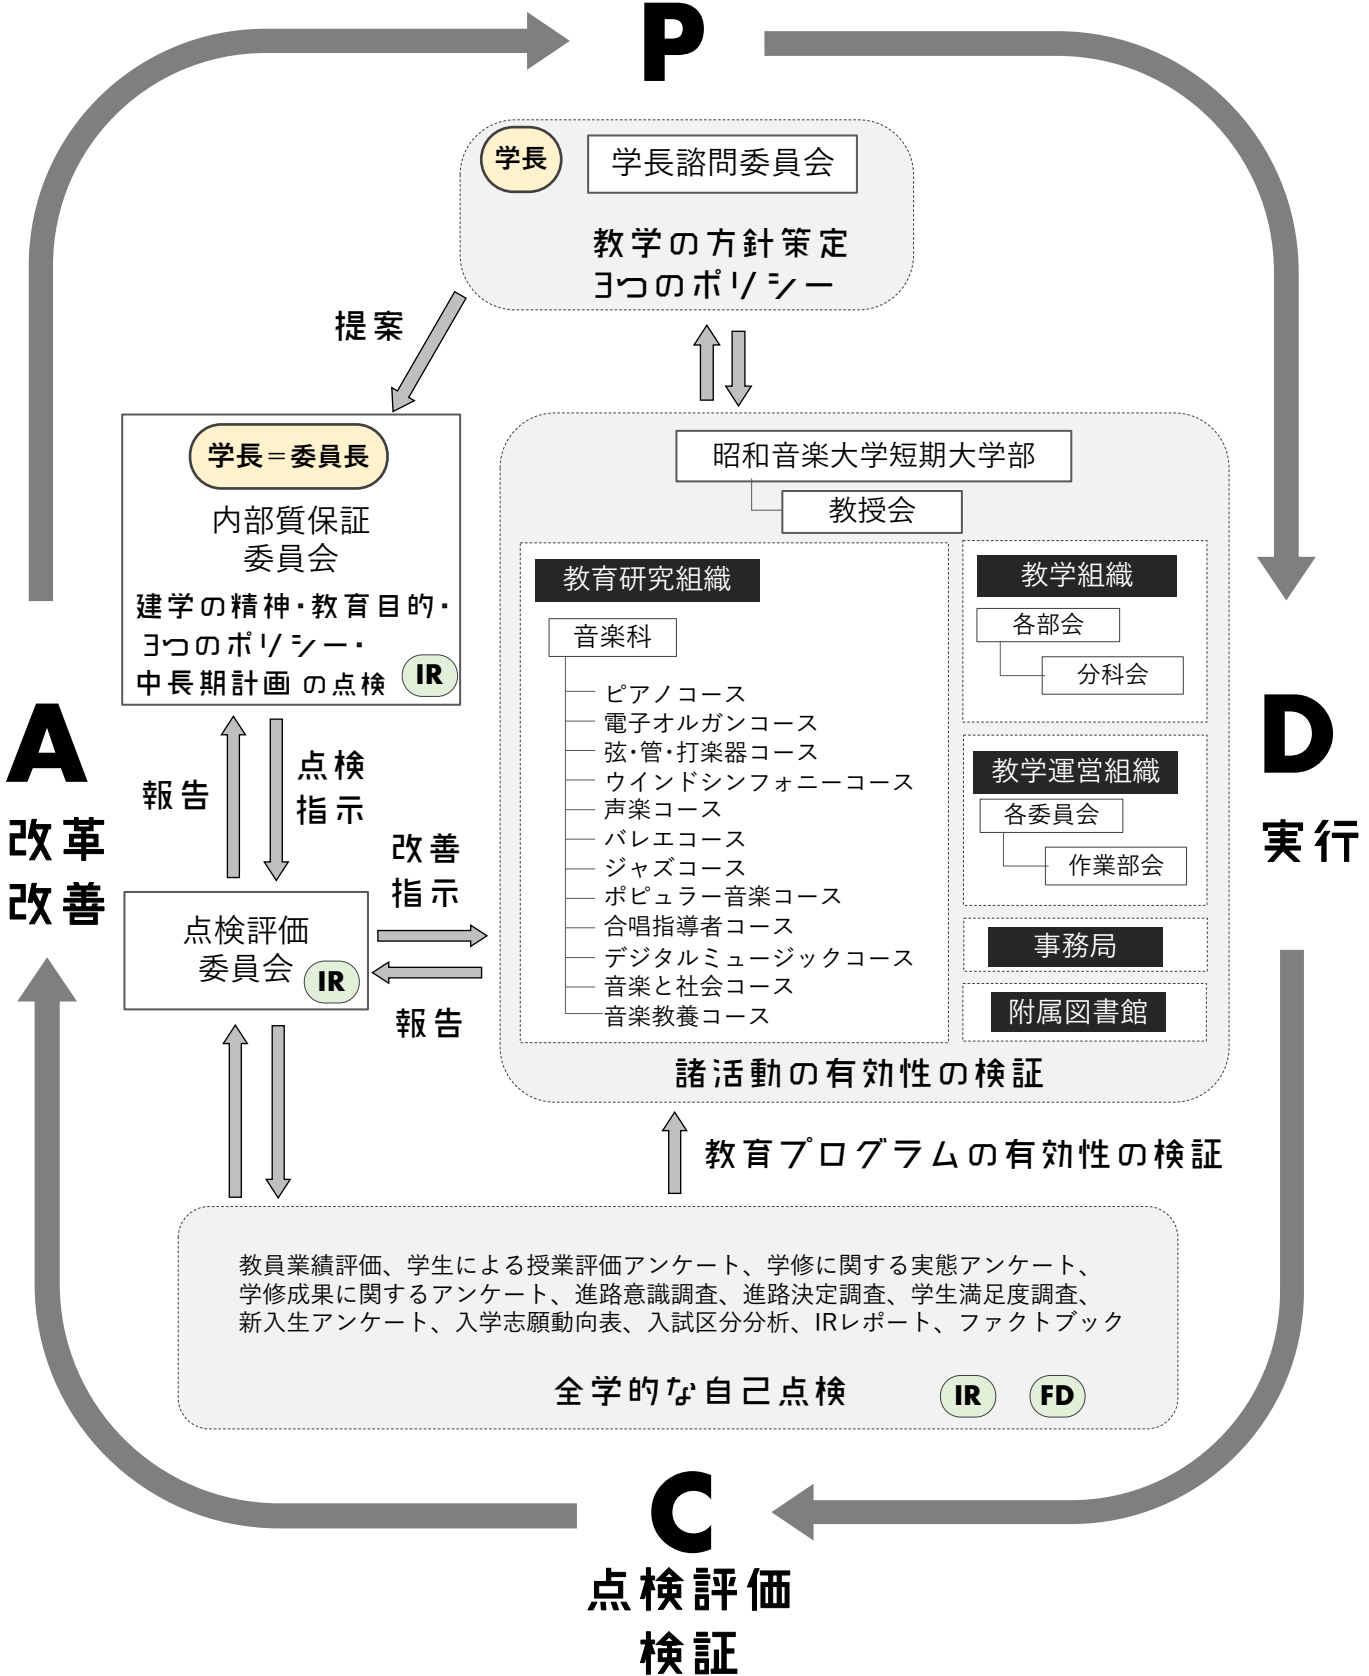 P
学長
学長諮問委員会
教学の方針策定
3つのポリシー
提案
学長=委員長
内部質保証
委員会
建学の精神・教育目的・
3つのポリシー・
中長期計画 の点検
IR
昭和音楽大学短期大学部
教授会
教育研究組織
音楽科
ピアノコース
電子オルガンコース
弦・管・打楽器コース
ウインドシンフォニーコース
声楽コース
バレエコース
ジャズコース
ポピュラー音楽コース
合唱指導者コース
デジタルミュージックコース
音楽と社会コース
音楽教養コース
教学組織
各部会
分科会
教学運営組織
各委員会
作業部会
事務局
附属図書館
諸活動の有効性の検証
D
実行
A
改革
改善
報告
点検
指示
改善
指示
点検評価
委員会
IR
報告
教育プログラムの有効性の検証
教員業績評価、学生による授業評価アンケート、学修に関する実態アンケート、
学修成果に関するアンケート、進路意識調査、進路決定調査、学生満足度調査、
新入生アンケート、入学志願動向表、入試区分分析、IRレポート、ファクトブック
全学的な自己点検
IR
FD
C
点検評価
検証